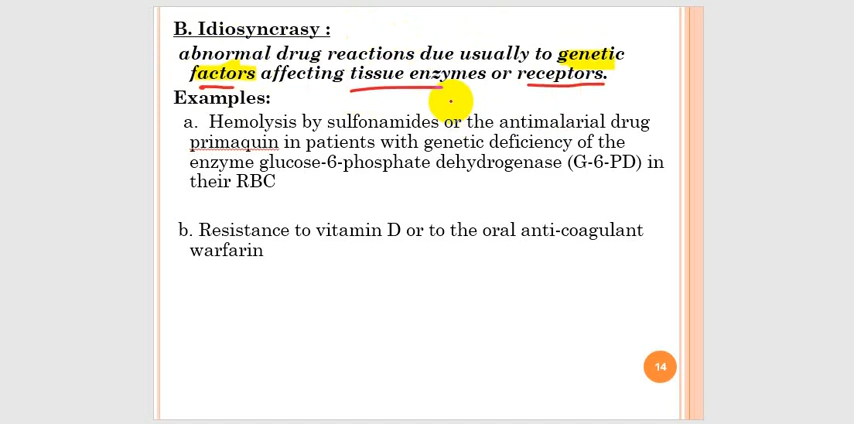 B. Idiosyncrasy :
abnormal drug reactions due usually to genetic
factors affecting tissue enzymes or receptors.
Examples:
a. Hemolysis by sulfonamides or the antimalarial drug
primaquin in patients with genetic deficiency of the
enzyme glucose-6-phosphate dehydrogenase (G-6-PD) in
their RBC
b. Resistance to vitamin D or to the oral anti-coagulant
warfarin
14